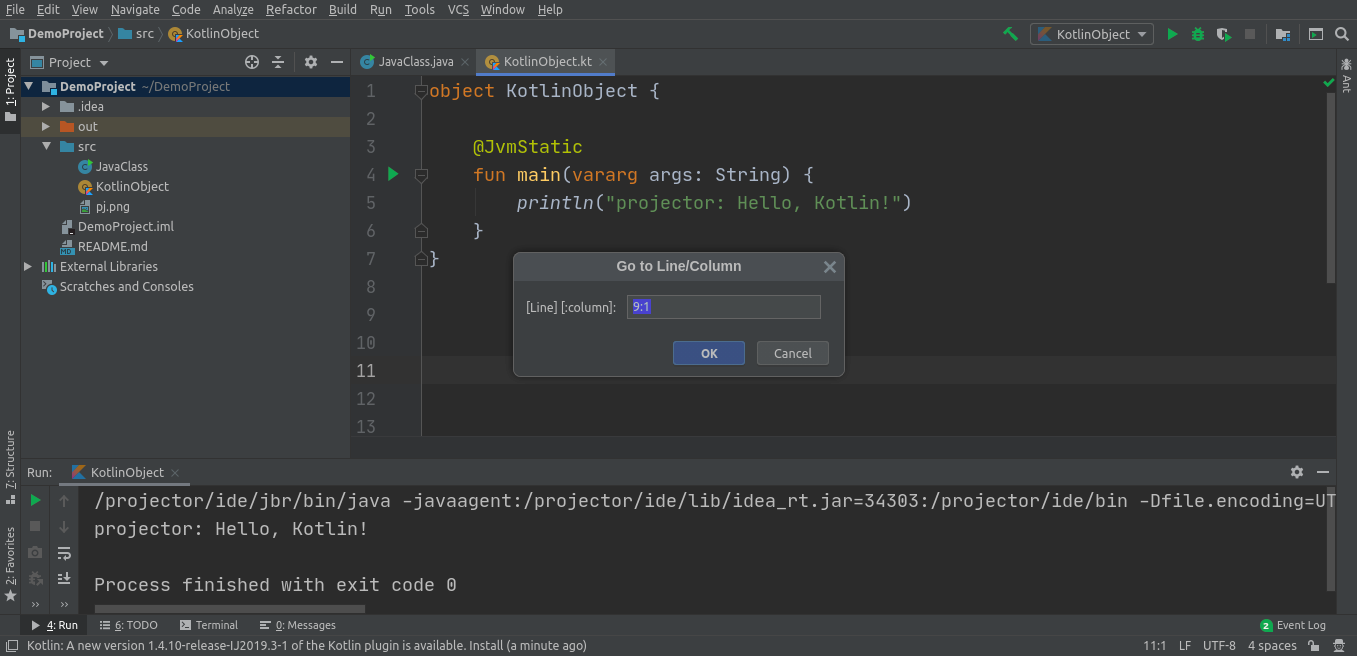 File Edit View Navigate Code Analyze Refactor Build Run Tools VCS Window Help
DemoProject src KotlinObject
KotlinObject
1: Project
Project
JavaClass.java
KotlinObject.kt
Ant
DemoProject ~/DemoProject
.idea
out
src
JavaClass
KotlinObject
pj.png
DemoProject.iml
README.md
External Libraries
Scratches and Consoles
1 object KotlinObject {
2
3 @JvmStatic
4 fun main(vararg args: String) {
5 println("projector: Hello, Kotlin!")
6 }
7 }
8
9
10
11
12
13
Go to Line/Column
[Line] [:column]: 9:1
OK Cancel
7: Structure
2: Favorites
Run: KotlinObject
/projector/ide/jbr/bin/java -javaagent:/projector/ide/lib/idea_rt.jar=34303:/projector/ide/bin -Dfile.encoding=UT
projector: Hello, Kotlin!
Process finished with exit code 0
4: Run 6: TODO Terminal 0: Messages
2 Event Log
Kotlin: A new version 1.4.10-release-IJ2019.3-1 of the Kotlin plugin is available. Install (a minute ago)
11:1 LF UTF-8 4 spaces